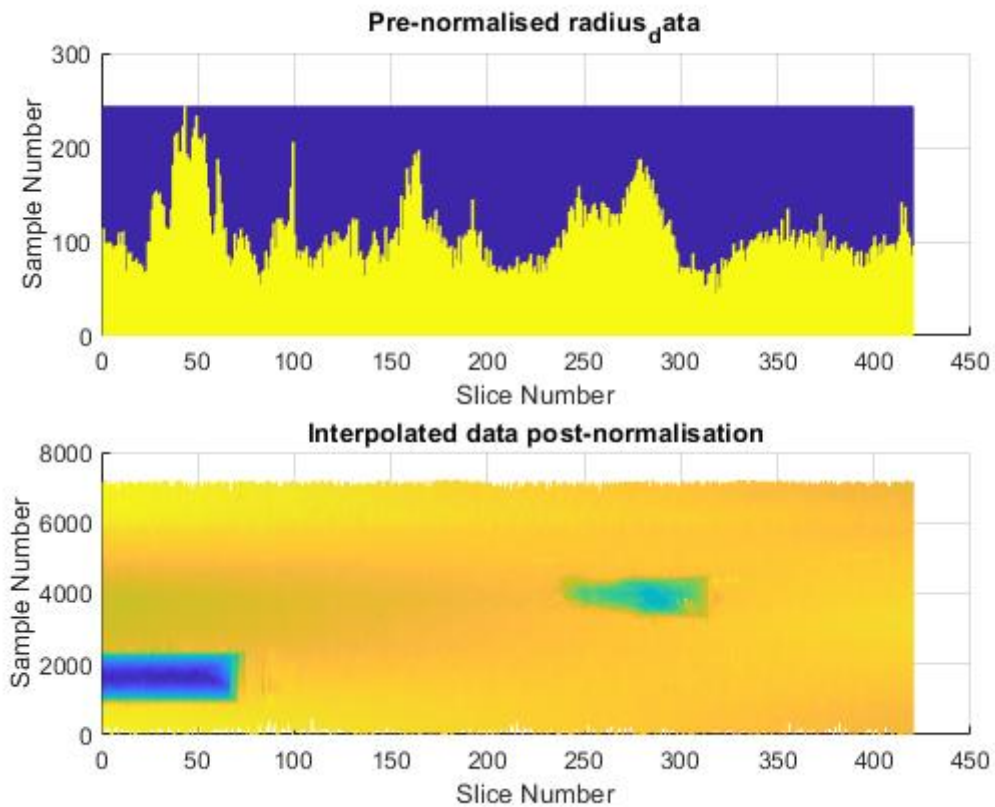 Pre-normalised radius_data
300
200
100
0
Sample Number
0 50 100 150 200 250 300 350 400 450
Slice Number
Interpolated data post-normalisation
8000
6000
4000
2000
0
Sample Number
0 50 100 150 200 250 300 350 400 450
Slice Number